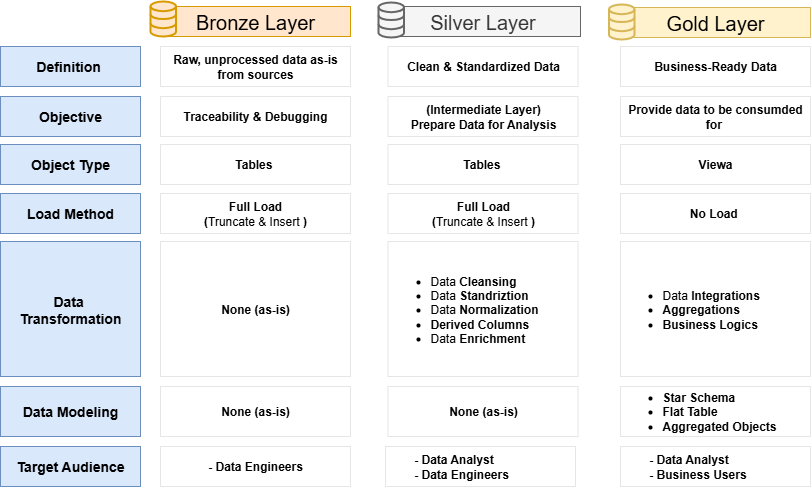 Bronze Layer
Silver Layer
Gold Layer
Definition
Raw, unprocessed data as-is
from sources
Clean & Standardized Data
Business-Ready Data
Objective
Traceability & Debugging
(Intermediate Layer)
Prepare Data for Analysis
Provide data to be consumded
for
Object Type
Tables
Tables
Viewa
Load Method
Full Load
(Truncate & Insert )
Full Load
(Truncate & Insert )
No Load
Data
Transformation
None (as-is)
• Data Cleansing
• Data Standriztion
• Data Normalization
• Derived Columns
• Data Enrichment
• Data Integrations
• Aggregations
• Business Logics
Data Modeling
None (as-is)
None (as-is)
• Star Schema
• Flat Table
• Aggregated Objects
Target Audience
- Data Engineers
- Data Analyst
- Data Engineers
- Data Analyst
- Business Users